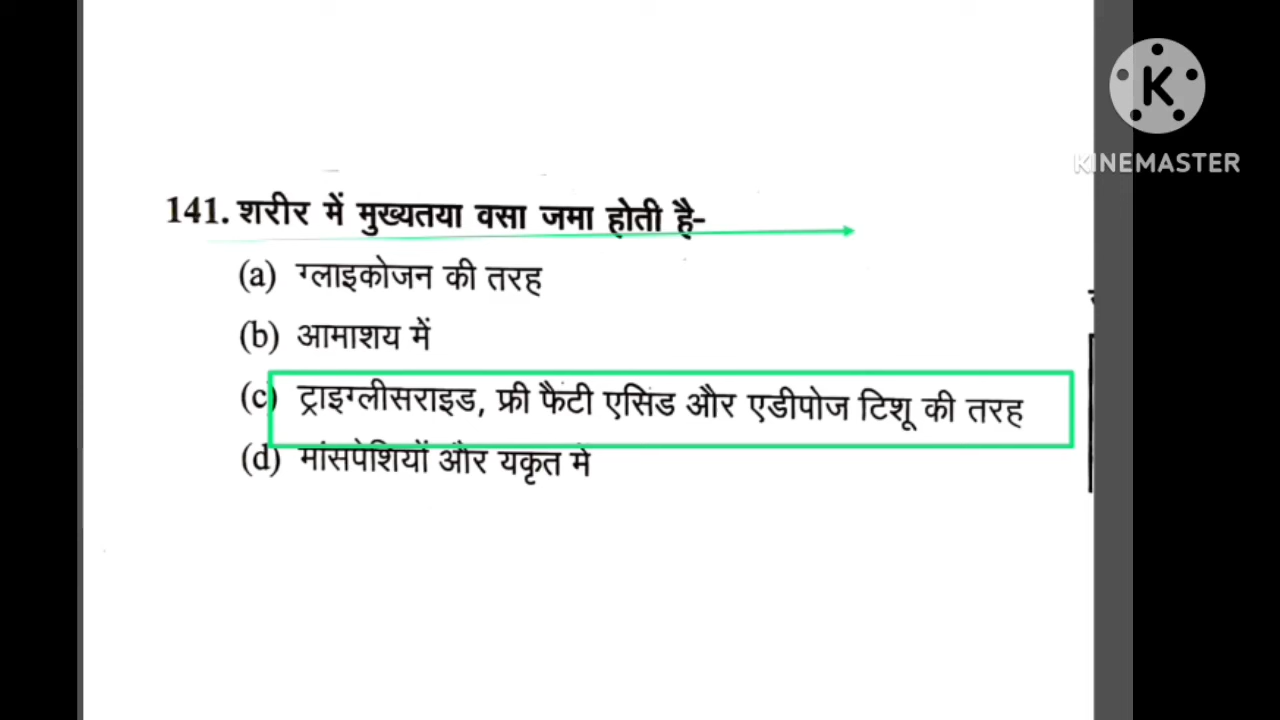 141. शरीर में मुख्यतया वसा जमा होती है-
(a) ग्लाइकोजन की तरह
(b) आमाशय में
(c) ट्राइग्लीसराइड, फ्री फैटी एसिड और एडीपोज टिशू की तरह
(d) मांसपेशियों और यकृत में
KINEMASTER